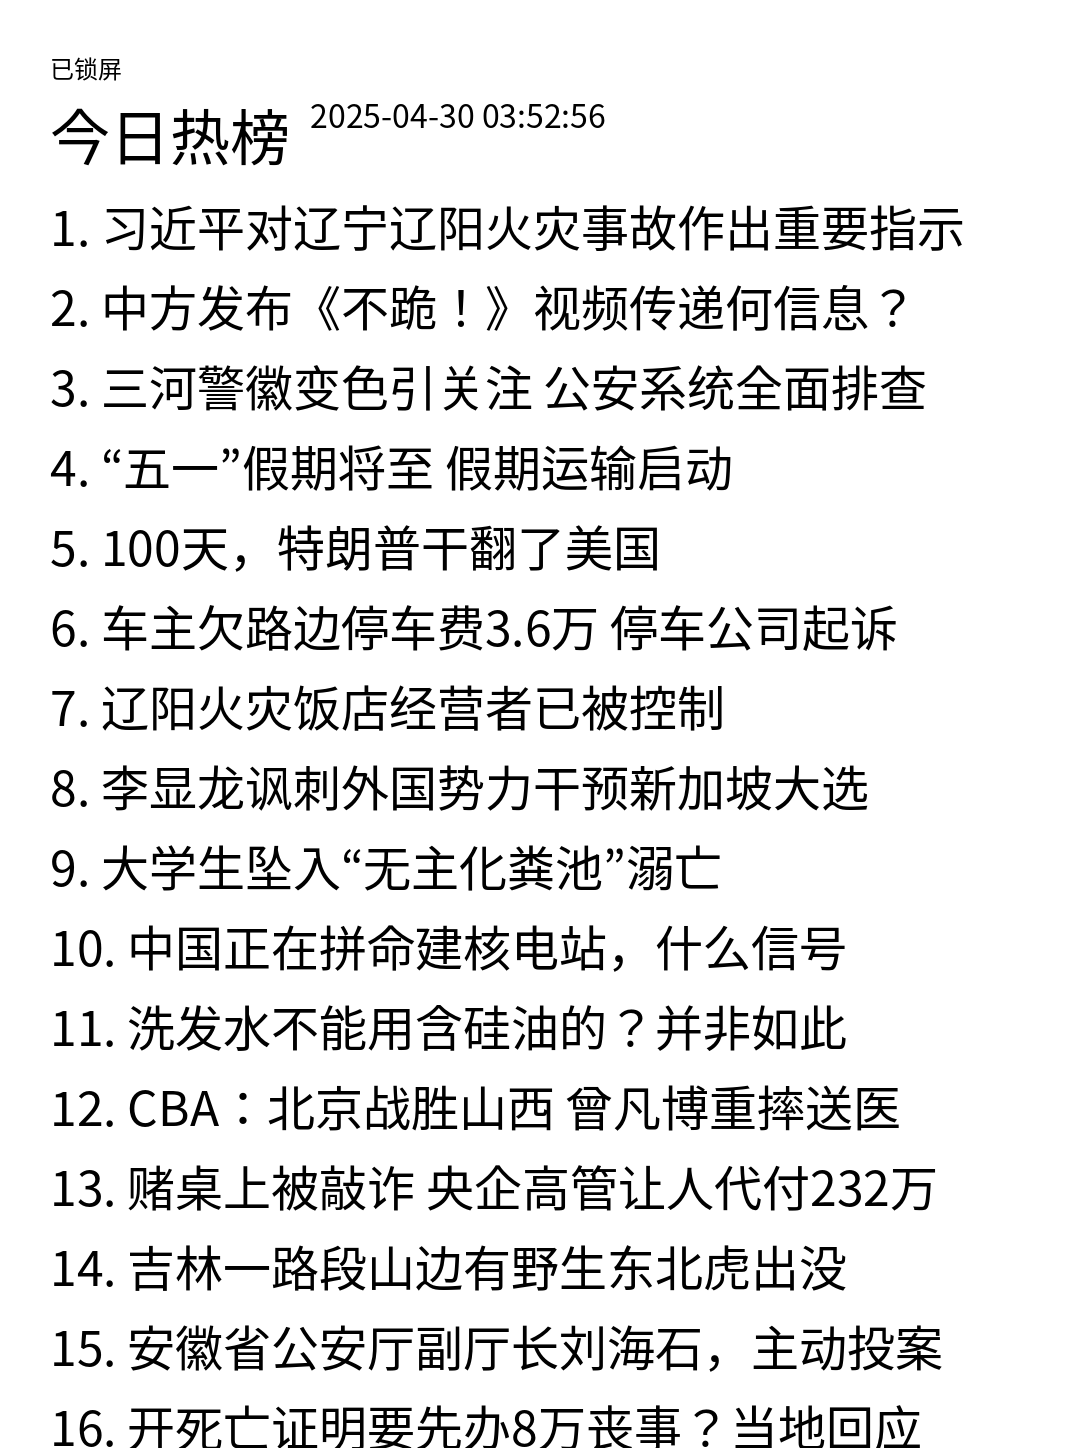 已锁屏
今日热榜 2025-04-30 03:52:56
1. 习近平对辽宁辽阳火灾事故作出重要指示
2. 中方发布《不跪！》视频传递何信息？
3. 三河警徽变色引关注 公安系统全面排查
4. “五一”假期将至 假期运输启动
5. 100天，特朗普干翻了美国
6. 车主欠路边停车费3.6万 停车公司起诉
7. 辽阳火灾饭店经营者已被控制
8. 李显龙讽刺外国势力干预新加坡大选
9. 大学生坠入“无主化粪池”溺亡
10. 中国正在拼命建核电站，什么信号
11. 洗发水不能用含硅油的？并非如此
12. CBA：北京战胜山西 曾凡博重摔送医
13. 赌桌上被敲诈 央企高管让人代付232万
14. 吉林一路段山边有野生东北虎出没
15. 安徽省公安厅副厅长刘海石，主动投案
16. 开死亡证明要先办8万丧事？当地回应